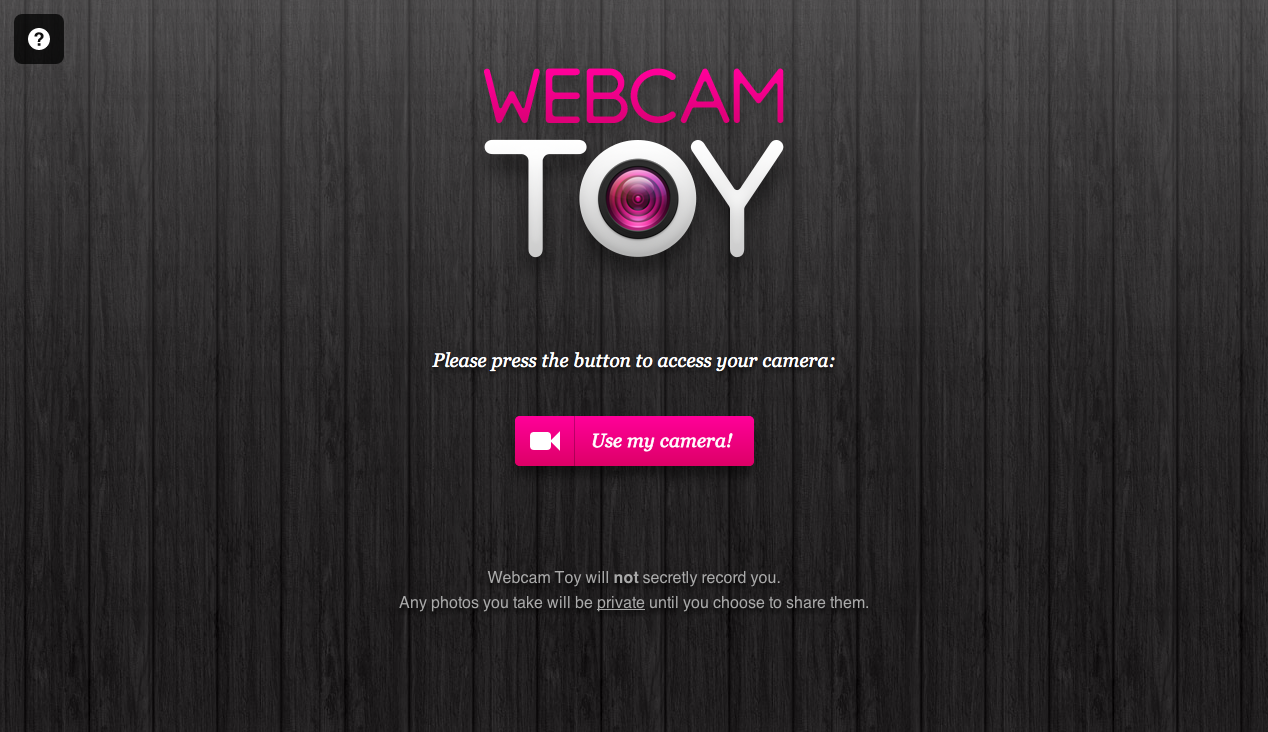 ?
WEBCAM
TOY
Please press the button to access your camera:
Use my camera!
Webcam Toy will not secretly record you.
Any photos you take will be private until you choose to share them.